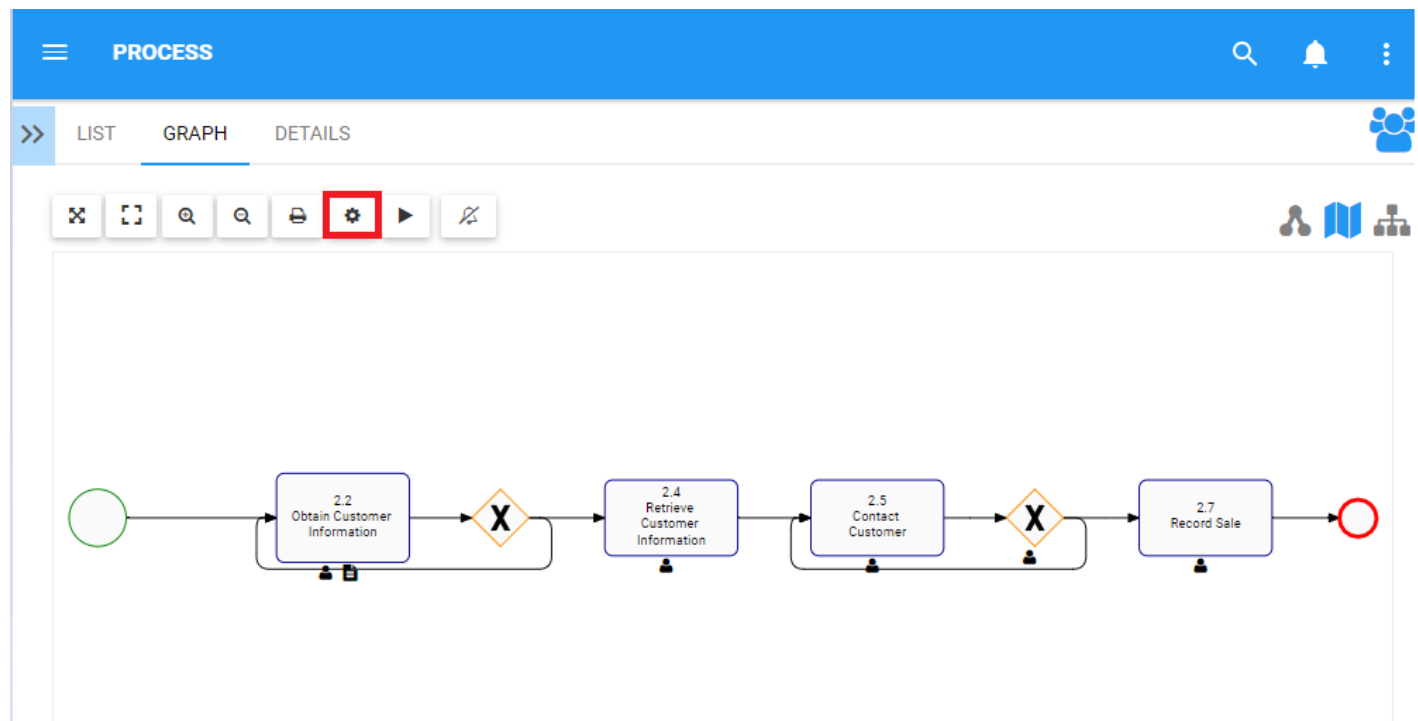 PROCESS
LIST GRAPH DETAILS
2.2
Obtain Customer
Information
X
2.4
Retrieve
Customer
Information
2.5
Contact
Customer
X
2.7
Record Sale